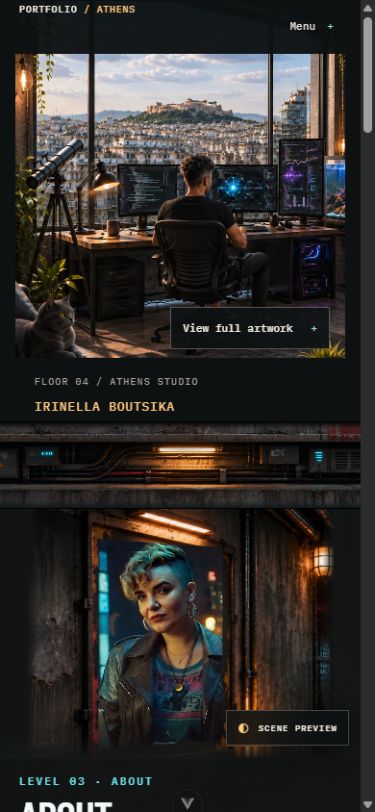 PORTFOLIO / ATHENS
Menu +
View full artwork +
FLOOR 04 / ATHENS STUDIO
IRINELLA BOUTSIKA
SCENE PREVIEW
LEVEL 03 · ABOUT
ABOUT